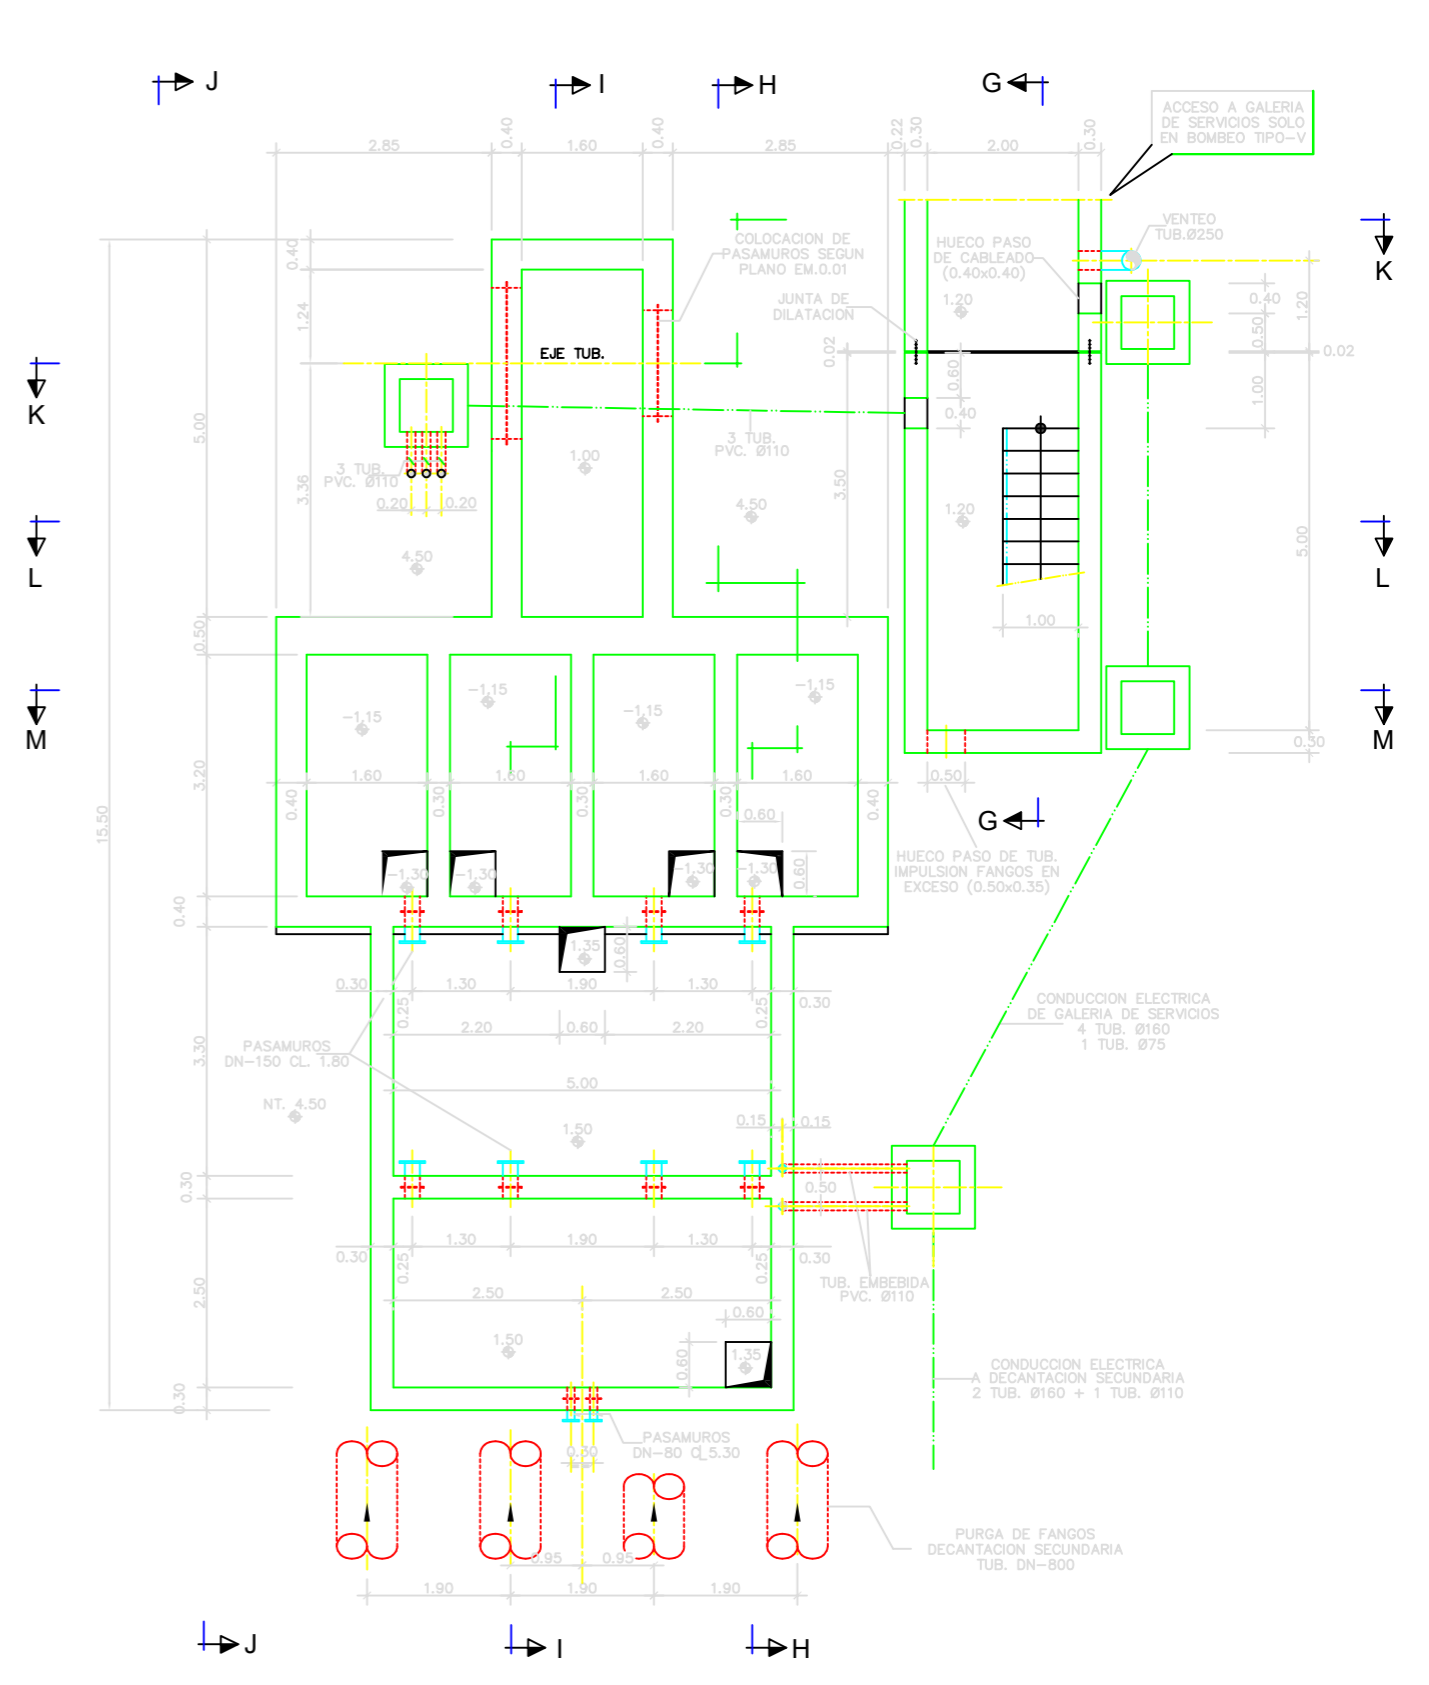 J
I
H
G
ACCESO A GALERIA
DE SERVICIOS SOLO
EN BOMBEO TIPO-V
2.85
0.40
1.60
0.40
2.85
0.22
0.30
2.00
0.30
VENTEO
TUB.Ø250
COLOCACION DE
PASAMUROS SEGUN
PLANO EM.0.01
HUECO PASO
DE CABLEADO
(0.40x0.40)
K
K
0.40
1.24
JUNTA DE
DILATACION
1.20
0.40
1.20
0.50
0.02
0.02
EJE TUB.
0.60
0.40
1.00
5.00
3.36
3 TUB.
PVC. Ø110
0.20
0.20
1.00
3 TUB.
PVC. Ø110
4.50
4.50
3.50
1.20
5.00
L
L
1.00
0.50
-1.15
-1.15
-1.15
-1.15
M
M
0.30
15.50
3.20
1.60
1.60
1.60
1.60
0.40
0.30
0.30
0.30
0.40
0.60
0.60
0.50
G
HUECO PASO DE TUB.
IMPULSION FANGOS EN
EXCESO (0.50x0.35)
-1.30
-1.30
-1.30
-1.30
0.40
1.35
0.60
0.30
1.30
1.90
1.30
0.30
0.25
0.25
2.20
0.60
2.20
CONDUCCION ELECTRICA
DE GALERIA DE SERVICIOS
4 TUB. Ø160
1 TUB. Ø75
PASAMUROS
DN-150 CL. 1.80
3.30
5.00
NT. 4.50
1.50
0.15
0.15
0.30
0.50
0.30
1.30
1.90
1.30
0.30
0.25
0.25
TUB. EMBEBIDA
PVC. Ø110
2.50
2.50
2.50
0.60
1.50
0.60
1.35
CONDUCCION ELECTRICA
A DECANTACION SECUNDARIA
2 TUB. Ø160 + 1 TUB. Ø110
0.30
PASAMUROS
DN-80 CL5.30
0.30
PURGA DE FANGOS
DECANTACION SECUNDARIA
TUB. DN-800
0.95
0.95
1.90
1.90
1.90
J
I
H